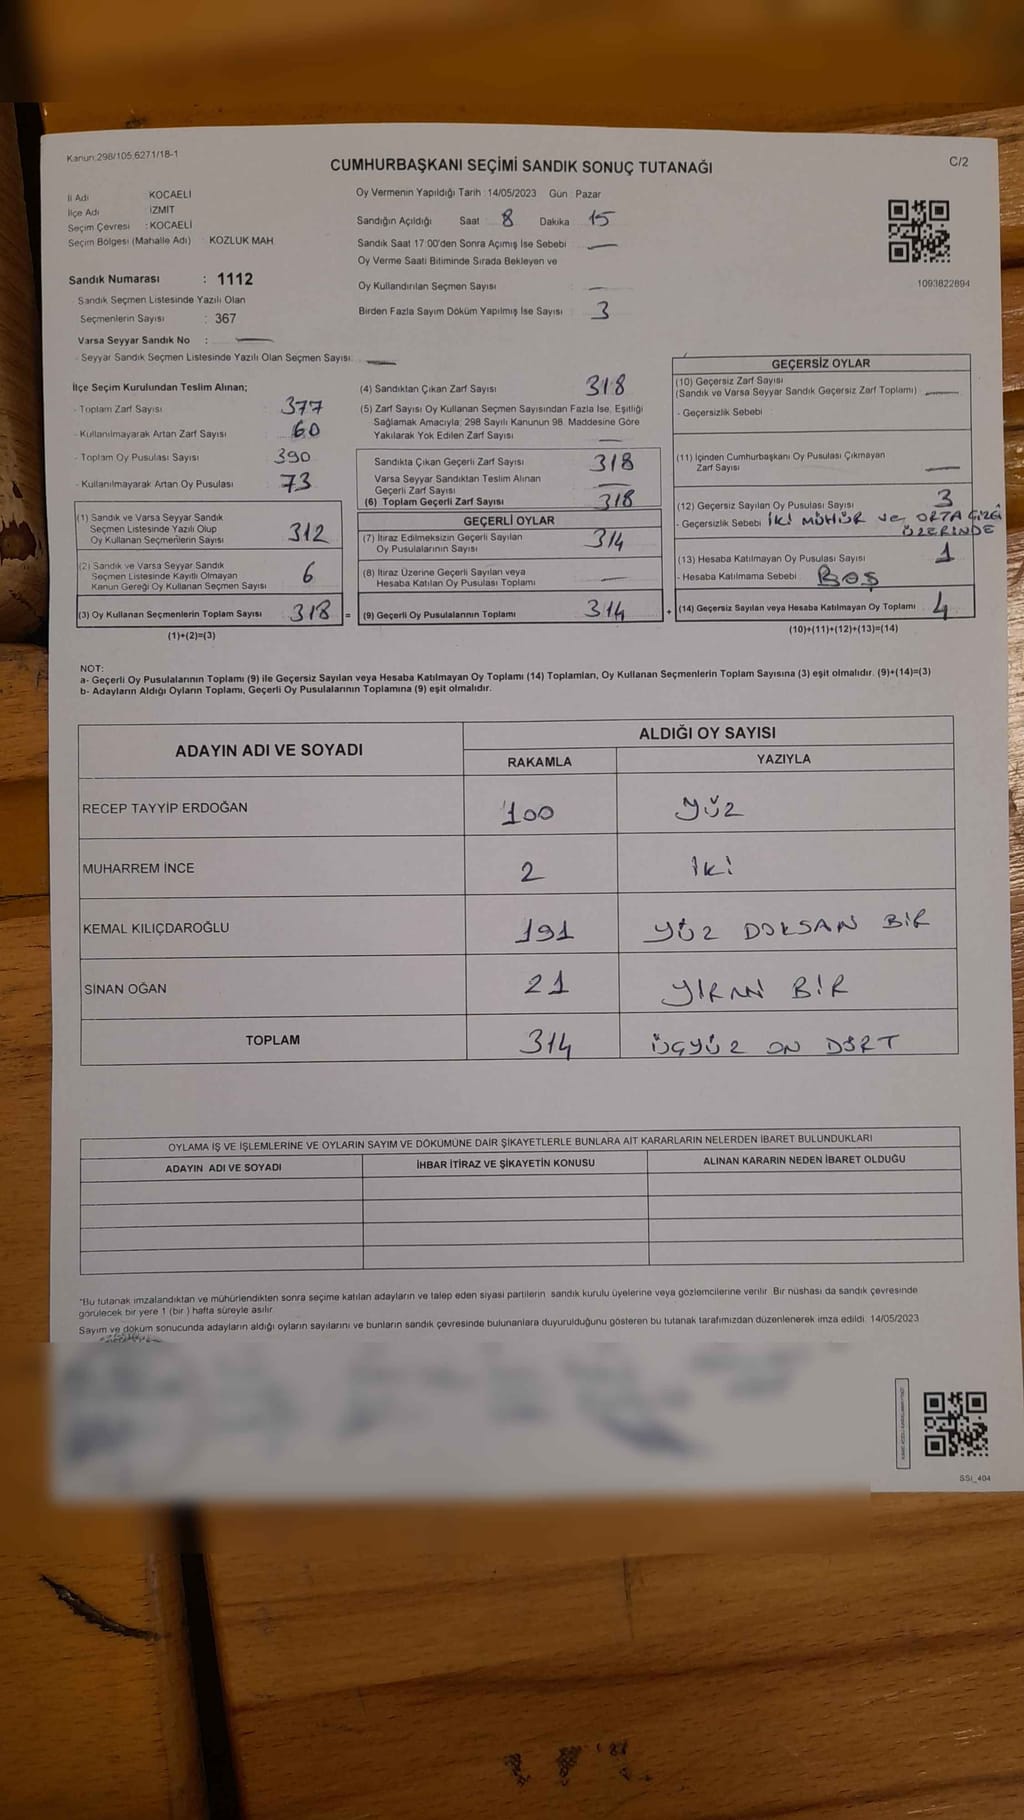 Kanun:298/105,6271/18-1
CUMHURBAŞKANI SEÇİMİ SANDIK SONUÇ TUTANAĞI
C/2
İl Adı : KOCAELİ
İlçe Adı : İZMİT
Seçim Çevresi : KOCAELİ
Seçim Bölgesi (Mahalle Adı) : KOZLUK MAH.
Sandık Numarası : 1112
Sandık Seçmen Listesinde Yazılı Olan
Seçmenlerin Sayısı : 367
Varsa Seyyar Sandık No : —
- Seyyar Sandık Seçmen Listesinde Yazılı Olan Seçmen Sayısı: —
Oy Vermenin Yapıldığı Tarih : 14/05/2023 Gün : Pazar
Sandığın Açıldığı Saat 8 Dakika 15
Sandık Saat 17:00'den Sonra Açımış İse Sebebi —
Oy Verme Saati Bitiminde Sırada Bekleyen ve
Oy Kullandırılan Seçmen Sayısı : —
Birden Fazla Sayım Döküm Yapılmış İse Sayısı : 3
1093822894
İlçe Seçim Kurulundan Teslim Alınan;
- Toplam Zarf Sayısı : 377
- Kullanılmayarak Artan Zarf Sayısı : 60
- Toplam Oy Pusulası Sayısı : 390
- Kullanılmayarak Artan Oy Pusulası : 73
(1) Sandık ve Varsa Seyyar Sandık
Seçmen Listesinde Yazılı Olup
Oy Kullanan Seçmenlerin Sayısı 312
(2) Sandık ve Varsa Seyyar Sandık
Seçmen Listesinde Kayıtlı Olmayan
Kanun Gereği Oy Kullanan Seçmen Sayısı 6
(3) Oy Kullanan Seçmenlerin Toplam Sayısı 318 =
(1)+(2)=(3)
(4) Sandıktan Çıkan Zarf Sayısı 318
(5) Zarf Sayısı Oy Kullanan Seçmen Sayısından Fazla İse, Eşitliği
Sağlamak Amacıyla; 298 Sayılı Kanunun 98. Maddesine Göre
Yakılarak Yok Edilen Zarf Sayısı —
Sandıkta Çıkan Geçerli Zarf Sayısı 318
Varsa Seyyar Sandıktan Teslim Alınan
Geçerli Zarf Sayısı —
(6) Toplam Geçerli Zarf Sayısı 318
GEÇERLİ OYLAR
(7) İtiraz Edilmeksizin Geçerli Sayılan
Oy Pusulalarının Sayısı 314
(8) İtiraz Üzerine Geçerli Sayılan veya
Hesaba Katılan Oy Pusulası Toplamı —
(9) Geçerli Oy Pusulalarının Toplamı 314 +
GEÇERSİZ OYLAR
(10) Geçersiz Zarf Sayısı
(Sandık ve Varsa Seyyar Sandık Geçersiz Zarf Toplamı) —
- Geçersizlik Sebebi :
(11) İçinden Cumhurbaşkanı Oy Pusulası Çıkmayan
Zarf Sayısı —
(12) Geçersiz Sayılan Oy Pusulası Sayısı 3
- Geçersizlik Sebebi İKİ MÜHÜR ve ORTA ÇİZGİ
ÜZERİNDE
(13) Hesaba Katılmayan Oy Pusulası Sayısı 1
- Hesaba Katılmama Sebebi BOŞ
(14) Geçersiz Sayılan veya Hesaba Katılmayan Oy Toplamı 4
(10)+(11)+(12)+(13)=(14)
NOT:
a- Geçerli Oy Pusulalarının Toplamı (9) ile Geçersiz Sayılan veya Hesaba Katılmayan Oy Toplamı (14) Toplamları, Oy Kullanan Seçmenlerin Toplam Sayısına (3) eşit olmalıdır. (9)+(14)=(3)
b- Adayların Aldığı Oyların Toplamı, Geçerli Oy Pusulalarının Toplamına (9) eşit olmalıdır.
ADAYIN ADI VE SOYADI
ALDIĞI OY SAYISI
RAKAMLA YAZIYLA
RECEP TAYYİP ERDOĞAN 100 YÜZ
MUHARREM İNCE 2 İKİ
KEMAL KILIÇDAROĞLU 191 YÜZ DOKSAN BİR
SİNAN OĞAN 21 YİRMİ BİR
TOPLAM 314 ÜÇYÜZ ON DÖRT
OYLAMA İŞ VE İŞLEMLERİNE VE OYLARIN SAYIM VE DÖKÜMÜNE DAİR ŞİKAYETLERLE BUNLARA AİT KARARLARIN NELERDEN İBARET BULUNDUKLARI
ADAYIN ADI VE SOYADI İHBAR İTİRAZ VE ŞİKAYETİN KONUSU ALINAN KARARIN NEDEN İBARET OLDUĞU
"Bu tutanak imzalandıktan ve mühürlendikten sonra seçime katılan adayların ve talep eden siyasi partilerin sandık kurulu üyelerine veya gözlemcilerine verilir. Bir nüshası da sandık çevresinde
görülecek bir yere 1 (bir ) hafta süreyle asılır.
Sayım ve döküm sonucunda adayların aldığı oyların sayılarını ve bunların sandık çevresinde bulunanlara duyurulduğunu gösteren bu tutanak tarafımızdan düzenlenerek imza edildi. 14/05/2023
SSİ_404